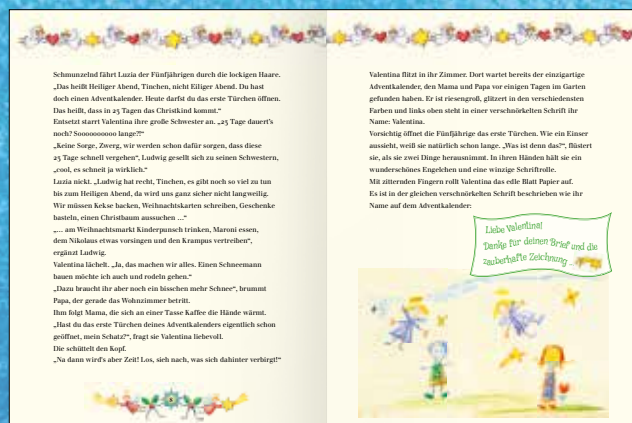 Schmunzelnd fährt Luzia der Fünfjährigen durch die lockigen Haare.
„Das heißt Heiliger Abend, Tinchen, nicht Eiliger Abend. Du hast
doch einen Adventkalender. Heute darfst du das erste Türchen öffnen.
Das heißt, dass in 25 Tagen das Christkind kommt.“
Entsetzt starrt Valentina ihre große Schwester an. „25 Tage dauert's
noch? Soooooooooo lange?!“
„Keine Sorge, Zwerg, wir werden schon dafür sorgen, dass diese
25 Tage schnell vergehen“, Ludwig gesellt sich zu seinen Schwestern,
„cool, es schneit ja wirklich.“
Luzia nickt. „Ludwig hat recht, Tinchen, es gibt noch so viel zu tun
bis zum Heiligen Abend, da wird uns ganz sicher nicht langweilig.
Wir müssen Kekse backen, Weihnachtskarten schreiben, Geschenke
basteln, einen Christbaum aussuchen ...“
„... am Weihnachtsmarkt Kinderpunsch trinken, Maroni essen,
dem Nikolaus etwas vorsingen und den Krampus vertreiben“,
ergänzt Ludwig.
Valentina lächelt. „Ja, das machen wir alles. Einen Schneemann
bauen möchte ich auch und rodeln gehen.“
„Dazu braucht ihr aber noch ein bisschen mehr Schnee“, brummt
Papa, der gerade das Wohnzimmer betritt.
Ihm folgt Mama, die sich an einer Tasse Kaffee die Hände wärmt.
„Hast du das erste Türchen deines Adventkalenders eigentlich schon
geöffnet, mein Schatz?“, fragt sie Valentina liebevoll.
Die schüttelt den Kopf.
„Na dann wird's aber Zeit! Los, sieh nach, was sich dahinter verbirgt!“
Valentina flitzt in ihr Zimmer. Dort wartet bereits der einzigartige
Adventkalender, den Mama und Papa vor einigen Tagen im Garten
gefunden haben. Er ist riesengroß, glitzert in den verschiedensten
Farben und links oben steht in einer verschnörkelten Schrift ihr
Name: Valentina.
Vorsichtig öffnet die Fünfjährige das erste Türchen. Wie ein Einser
aussieht, weiß sie natürlich schon lange. „Was ist denn das?“, flüstert
sie, als sie zwei Dinge herausnimmt. In ihren Händen hält sie ein
wunderschönes Engelchen und eine winzige Schriftrolle.
Mit zitternden Fingern rollt Valentina das edle Blatt Papier auf.
Es ist in der gleichen verschnörkelten Schrift beschrieben wie ihr
Name auf dem Adventkalender:
Liebe Valentina!
Danke für deinen Brief und die
zauberhafte Zeichnung ...